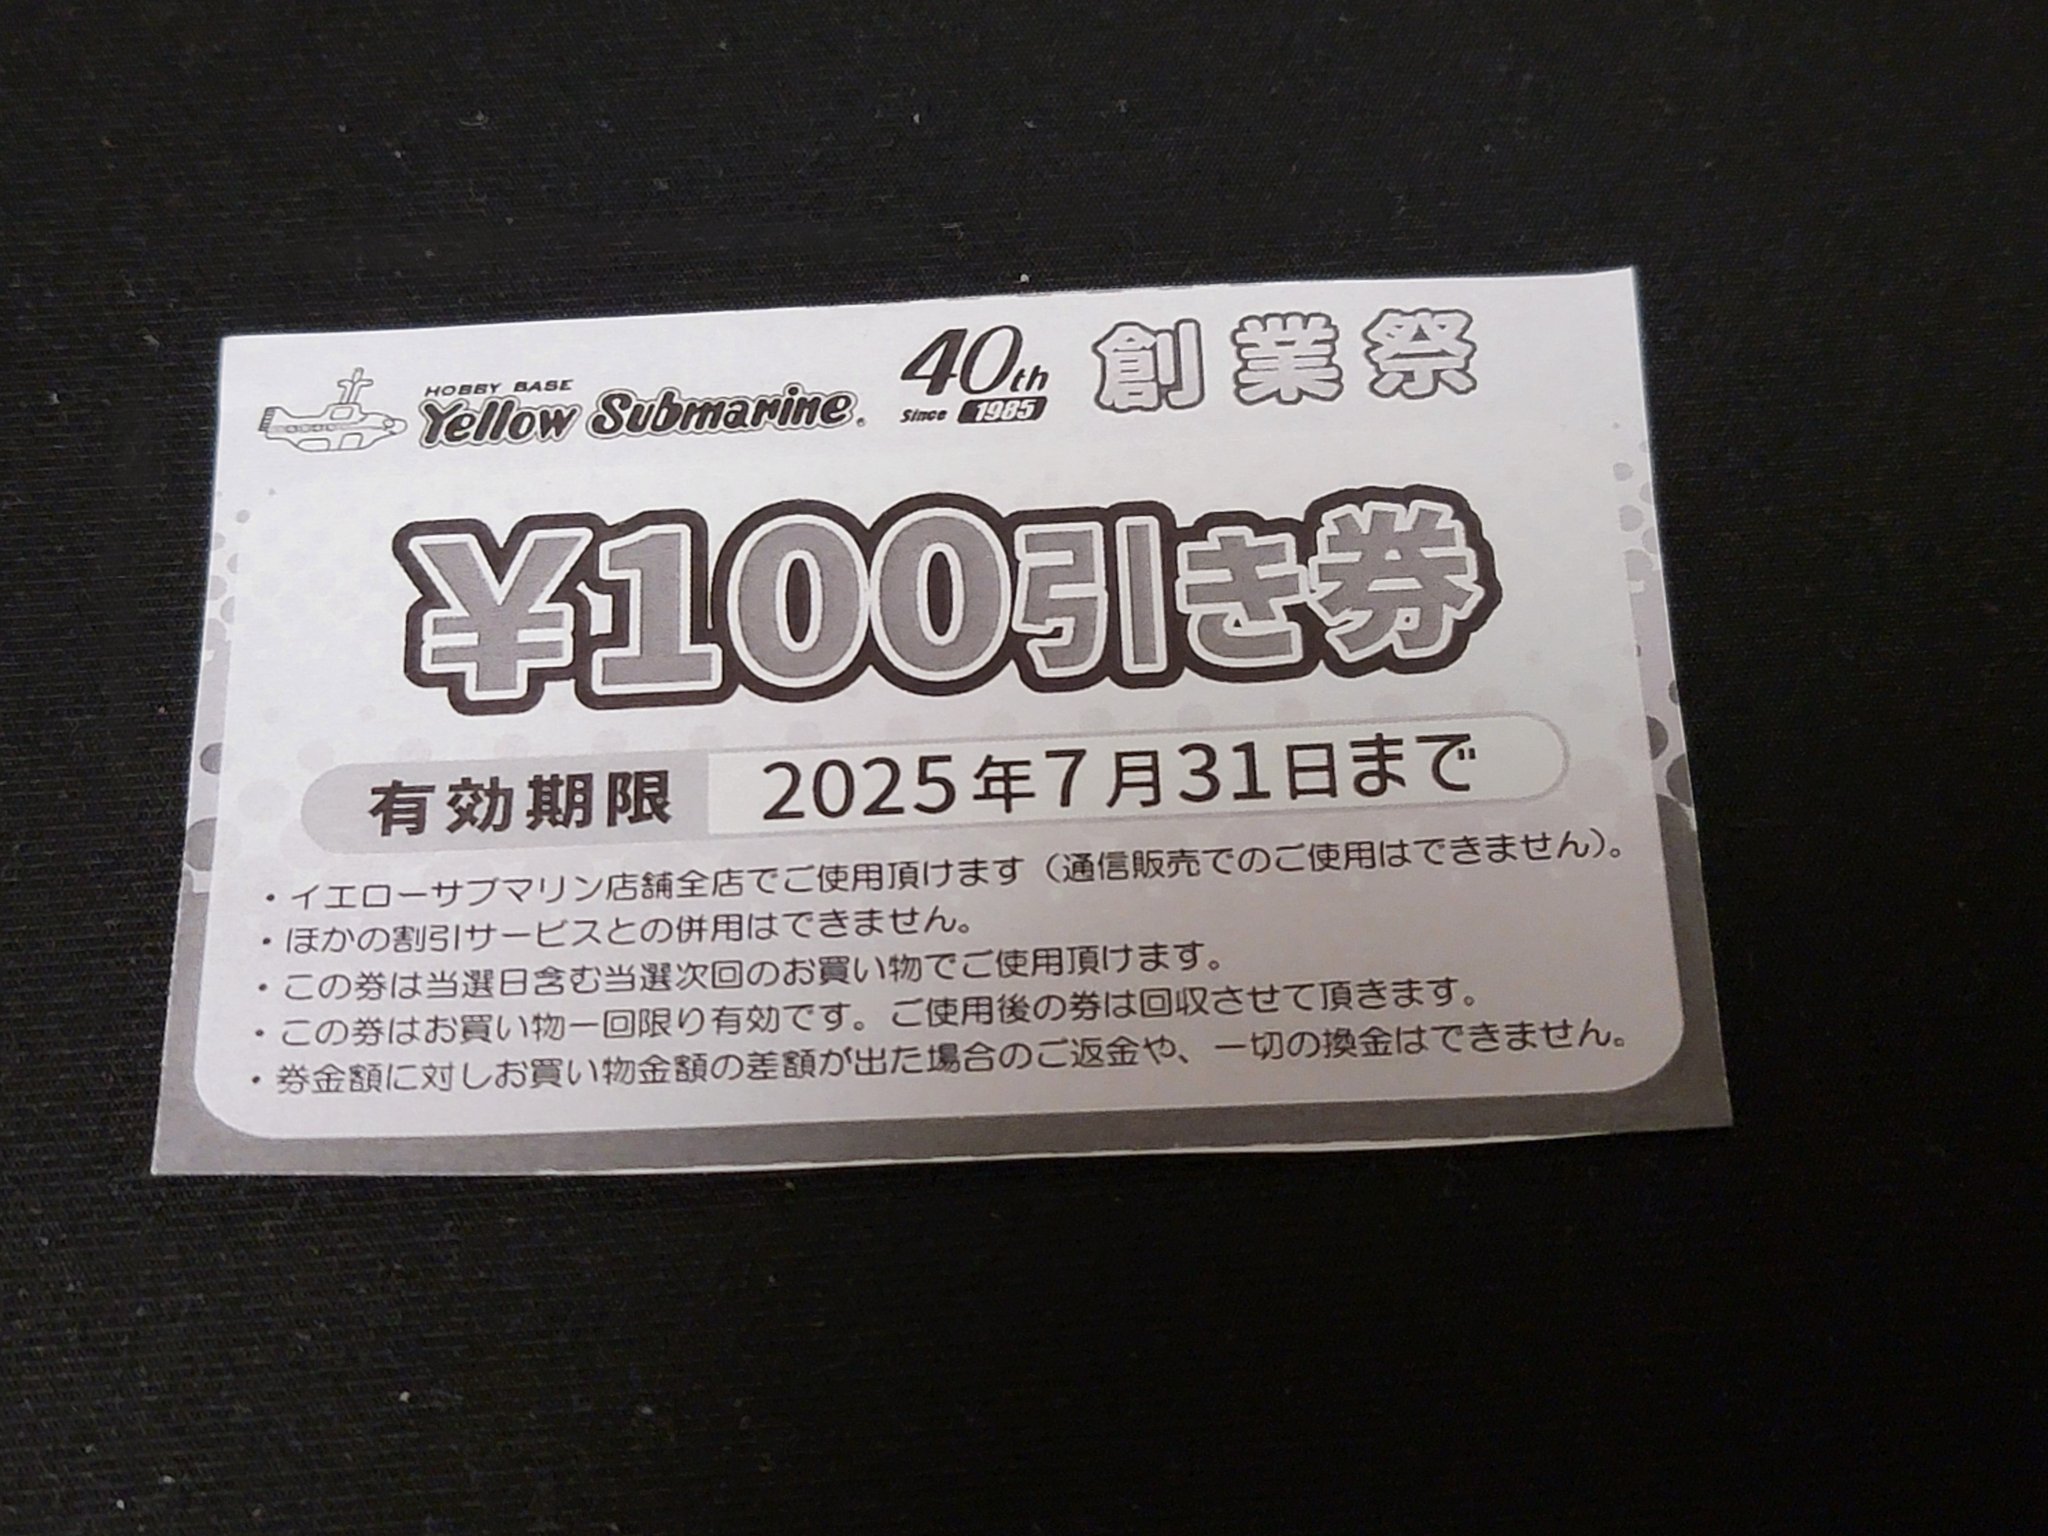 HOBBY BASE
Yellow Submarine 40th 創業祭
Since 1985
¥100引き券
有効期限 2025年7月31日まで
・イエローサブマリン店舗全店でご使用頂けます（通信販売でのご使用はできません）。
・ほかの割引サービスとの併用はできません。
・この券は当選日含む当選次回のお買い物でご使用頂けます。
・この券はお買い物一回限り有効です。ご使用後の券は回収させて頂きます。
・券金額に対しお買い物金額の差額が出た場合のご返金や、一切の換金はできません。